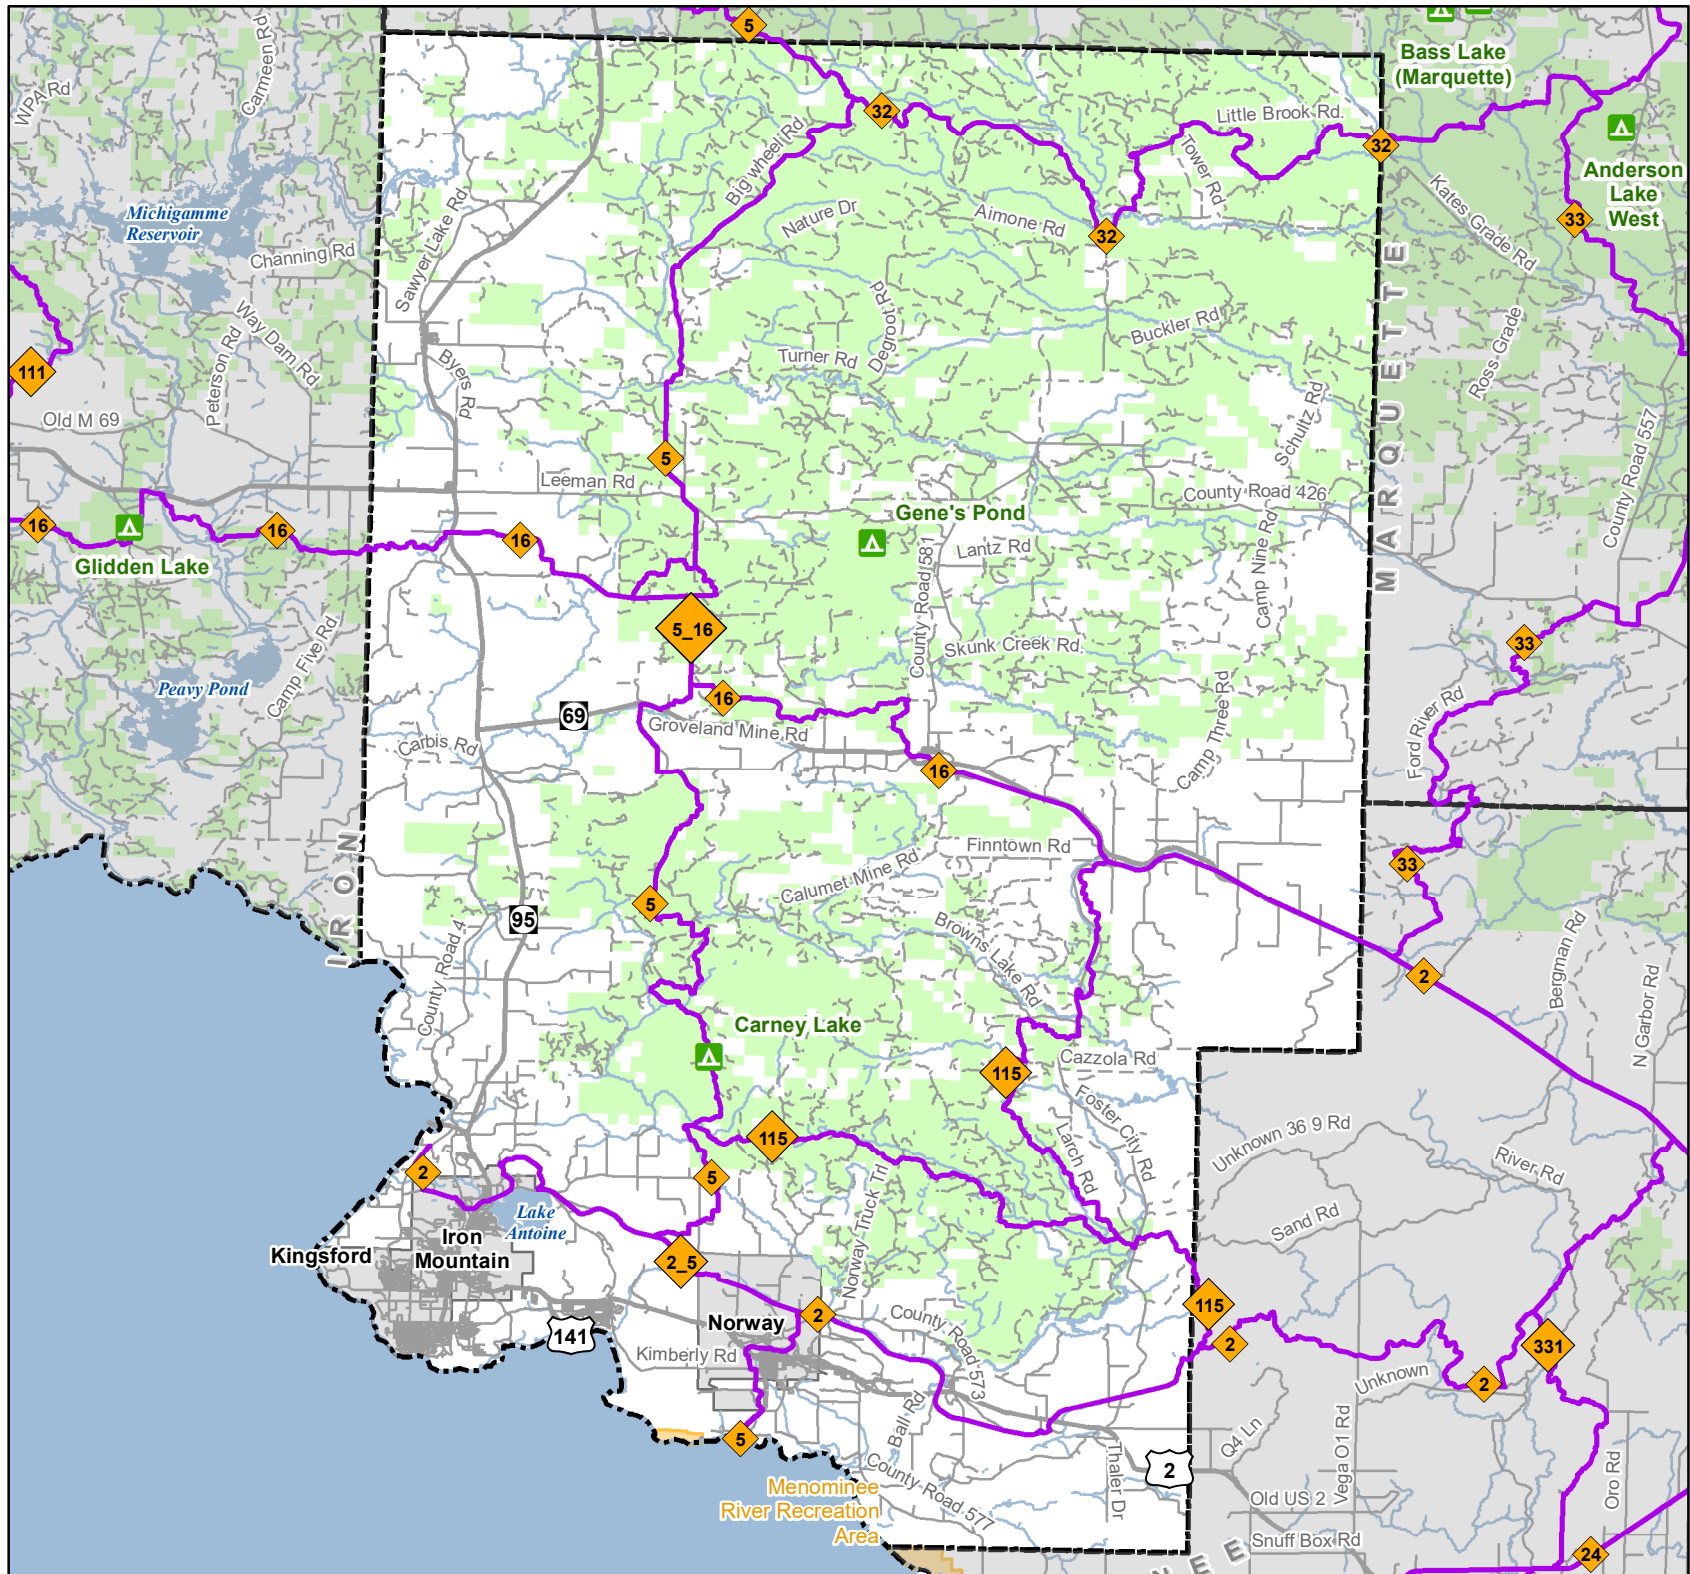 5
Bass Lake
(Marquette)
WPA Rd
Carmeen Rd
32
Little Brook Rd.
32
Big wheel Rd
Tower Rd
Anderson
Lake
West
Kates Grade Rd
33
Michigamme
Reservoir
Sawyer Lake Rd
Nature Dr
Aimone Rd
32
Channing Rd
MARQUETTE
Way Dam Rd
Peterson Rd
Degroot Rd
Buckler Rd
Ross Grade
Turner Rd
111
Byers Rd
Old M 69
Schultz Rd
County Road 557
5
Leeman Rd
County Road 426
Gene's Pond
16
16
16
Glidden Lake
Lantz Rd
Camp Nine Rd
County Road 581
5_16
Skunk Creek Rd.
33
Camp Five Rd.
Peavy Pond
16
69
Groveland Mine Rd
Camp Three Rd
Ford River Rd
Carbis Rd
16
Finntown Rd
33
Calumet Mine Rd
IRON
5
95
Browns Lake Rd
County Road 4
2
Bergman Rd
N Garbor Rd
Carney Lake
Cazzola Rd
115
Foster City Rd
115
Larch Rd
Unknown 36 9 Rd
River Rd
2
5
Norway Truck Trl
Lake
Antoine
Sand Rd
Iron
Mountain
Kingsford
2_5
115
2
County Road 573
Norway
141
2
331
Kimberly Rd
Unknown
2
Ball Rd
Q4 Ln
Vega O1 Rd
5
County Road 577
Thaler Dr
2
Oro Rd
Menominee
River Recreation
Area
Old US 2
Snuff Box Rd
24